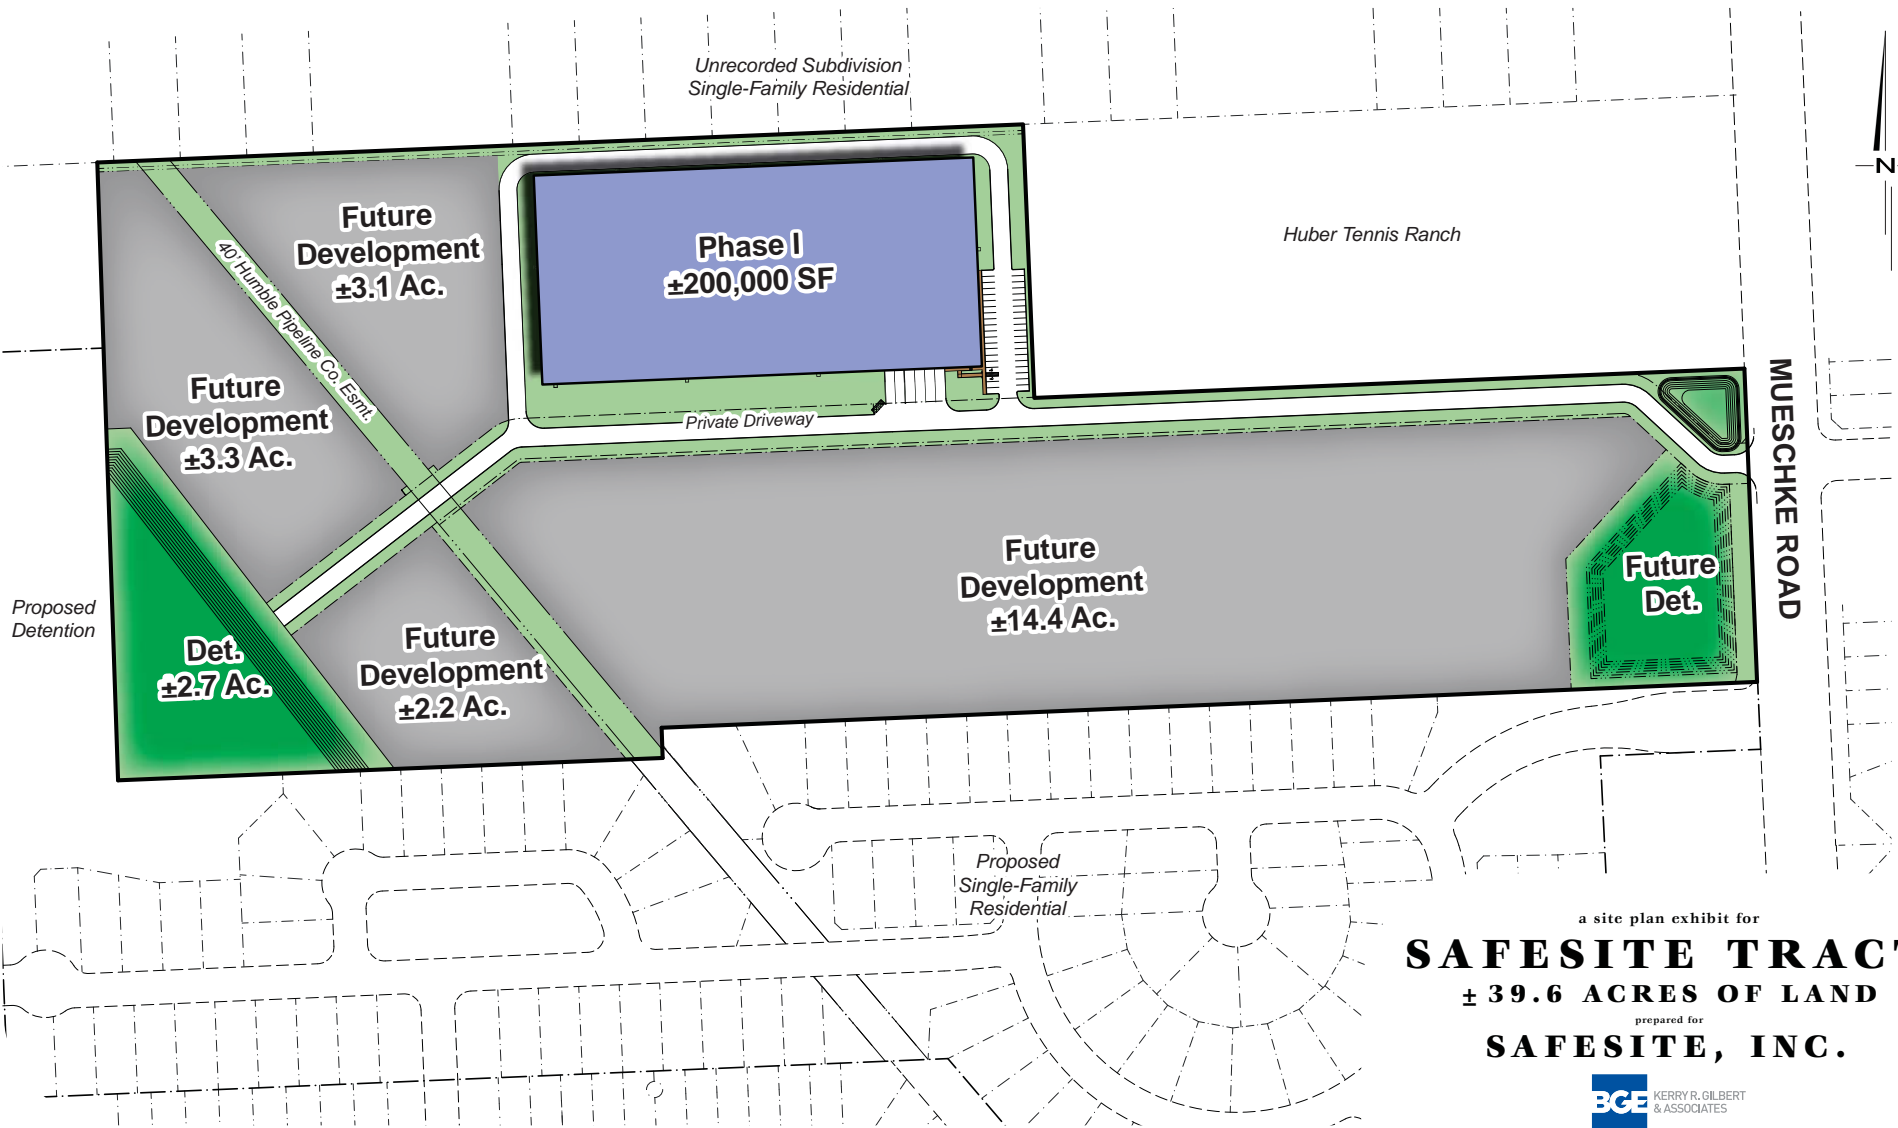 Unrecorded Subdivision
Single-Family Residential
N
Future
Development
±3.1 Ac.
Phase I
±200,000 SF
Huber Tennis Ranch
40' Humble Pipeline Co. Esmt.
Future
Development
±3.3 Ac.
Private Driveway
MUESCHKE ROAD
Future
Development
±14.4 Ac.
Future
Det.
Proposed
Detention
Det.
±2.7 Ac.
Future
Development
±2.2 Ac.
Proposed
Single-Family
Residential
a site plan exhibit for
SAFESITE TRACT
±39.6 ACRES OF LAND
prepared for
SAFESITE, INC.
BGE
KERRY R. GILBERT
& ASSOCIATES